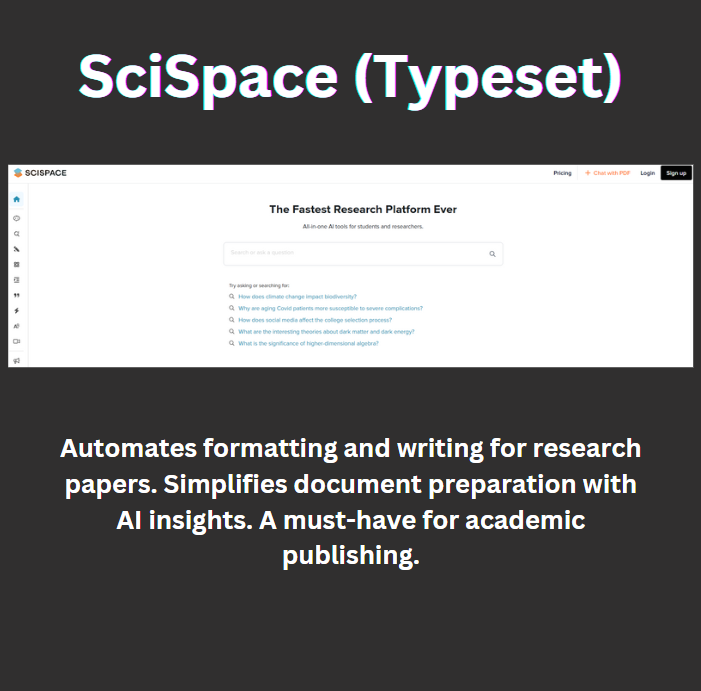 SciSpace (Typeset)
SCISPACE
Pricing
Chat with PDF
Login
Sign up
The Fastest Research Platform Ever
All-in-one AI tools for students and researchers.
Search or ask a question
Try asking or searching for:
How does climate change impact biodiversity?
Why are aging Covid patients more susceptible to severe complications?
How does social media affect the college selection process?
What are the interesting theories about dark matter and dark energy?
What is the significance of higher-dimensional algebra?
Automates formatting and writing for research
papers. Simplifies document preparation with
AI insights. A must-have for academic
publishing.